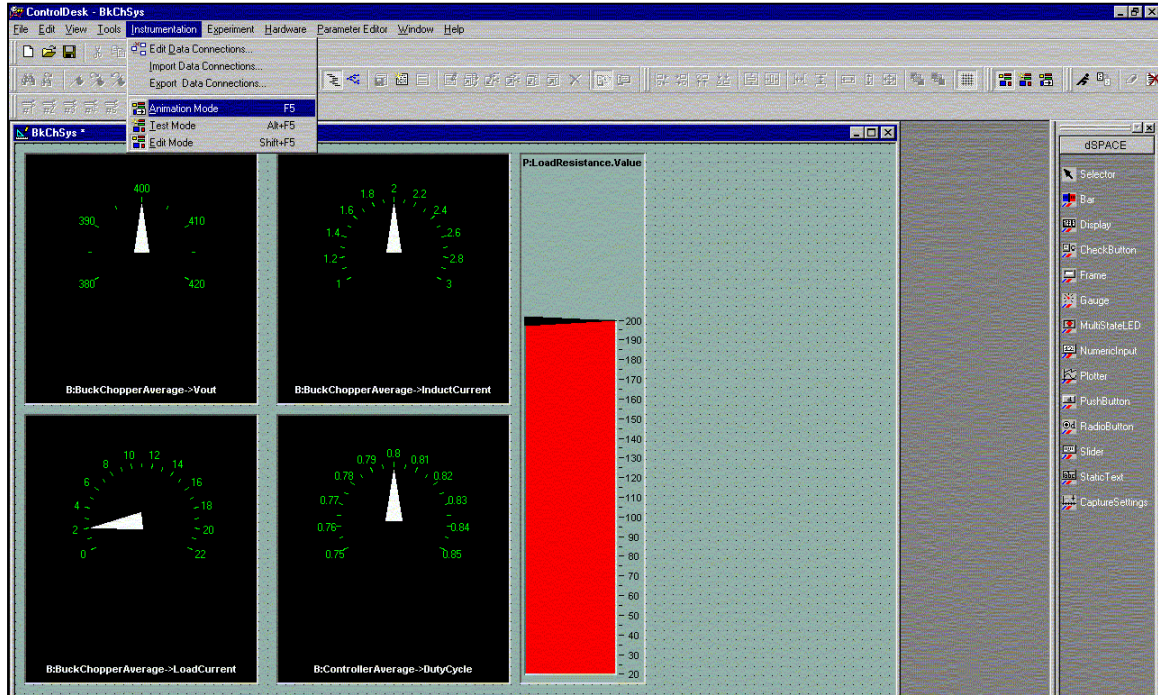 ControlDesk - BkChSys
File Edit View Tools Instrumentation Experiment Hardware Parameter Editor Window Help
Edit Data Connections...
Import Data Connections...
Export Data Connections...
Animation Mode F5
Test Mode Alt+F5
Edit Mode Shift+F5
BkChSys *
380
390
400
410
420
B:BuckChopperAverage->Vout
1
1.2
1.4
1.6
1.8
2
2.2
2.4
2.6
2.8
3
B:BuckChopperAverage->InductCurrent
P:LoadResistance.Value
200
190
180
170
160
150
140
130
120
110
100
90
80
70
60
50
40
30
20
0
2
4
6
8
10
12
14
16
18
20
22
B:BuckChopperAverage->LoadCurrent
0.75
0.76
0.77
0.78
0.79
0.8
0.81
0.82
0.83
0.84
0.85
B:ControllerAverage->DutyCycle
dSPACE
Selector
Bar
Display
CheckButton
Frame
Gauge
MultiStateLED
NumericInput
Plotter
PushButton
RadioButton
Slider
StaticText
CaptureSettings